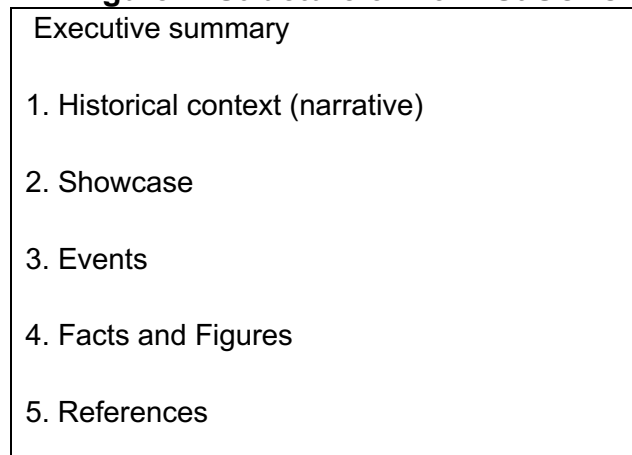 Executive summary
1. Historical context (narrative)
2. Showcase
3. Events
4. Facts and Figures
5. References